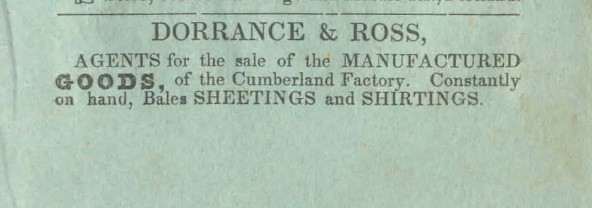 DORRANCE & ROSS,
AGENTS for the sale of the MANUFACTURED
GOODS, of the Cumberland Factory. Constantly
on hand, Bales SHEETINGS and SHIRTINGS.